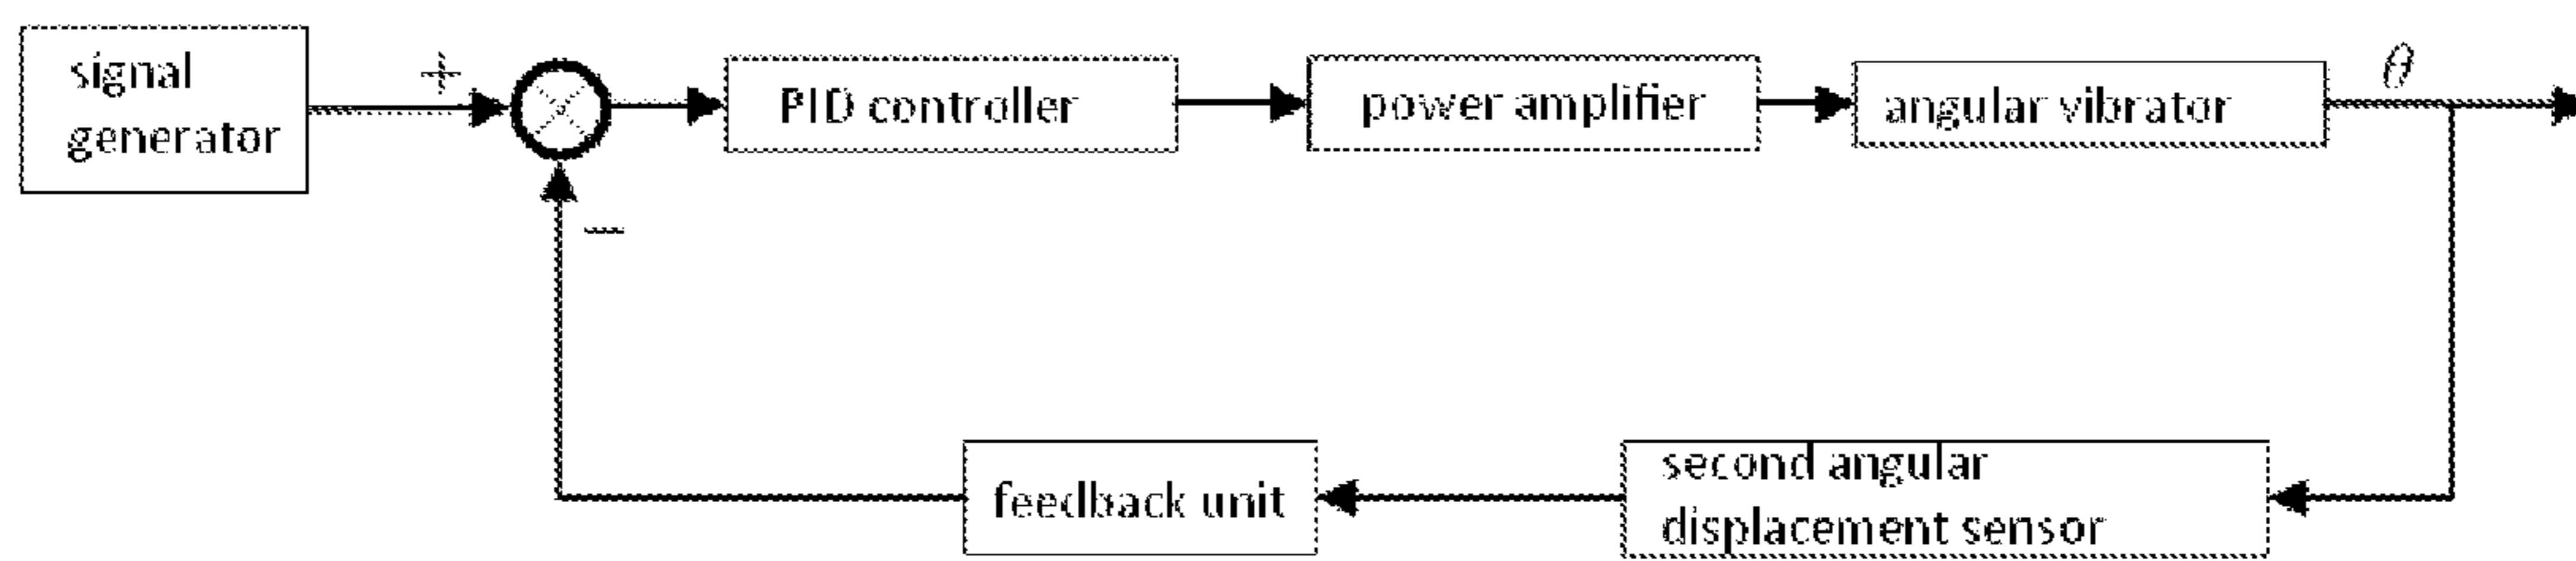 signal
generator
+
PID controller
power amplifier
angular vibrator
θ
−
feedback unit
second angular
displacement sensor